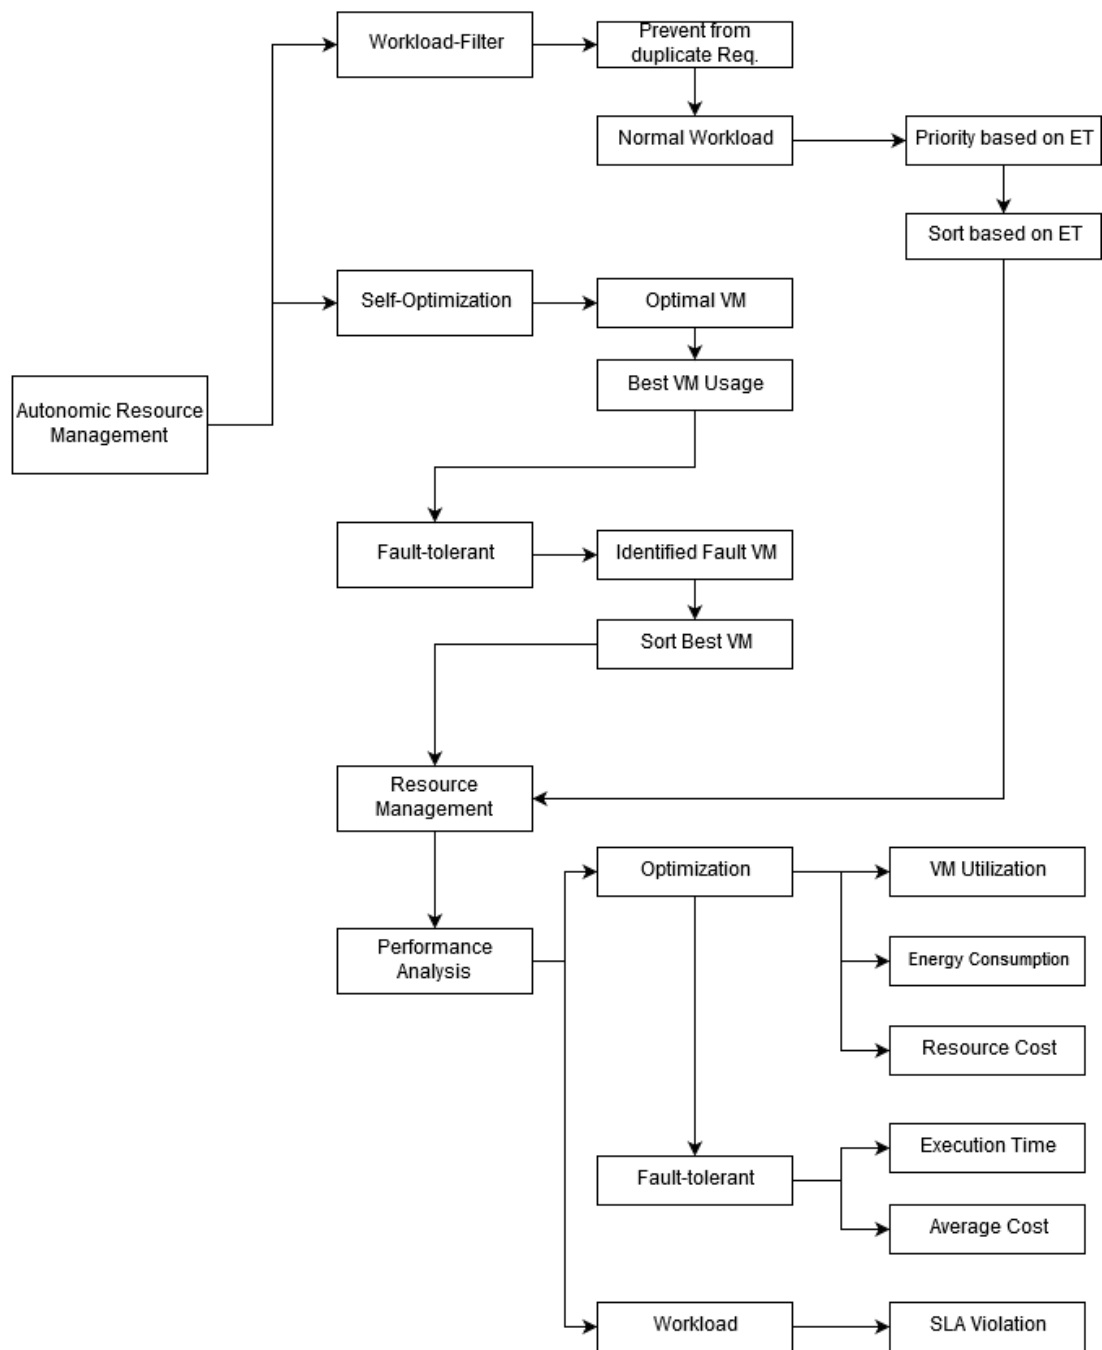 Workload-Filter
Prevent from
duplicate Req.
Normal Workload
Priority based on ET
Sort based on ET
Self-Optimization
Optimal VM
Best VM Usage
Autonomic Resource
Management
Fault-tolerant
Identified Fault VM
Sort Best VM
Resource
Management
Optimization
VM Utilization
Performance
Analysis
Energy Consumption
Resource Cost
Fault-tolerant
Execution Time
Average Cost
Workload
SLA Violation